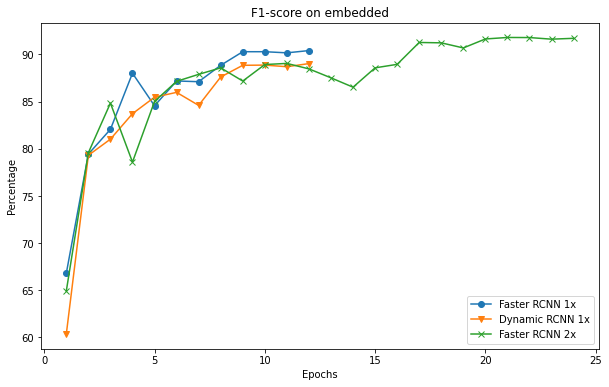 F1-score on embedded
Percentage
90
85
80
75
70
65
60
0 5 10 15 20 25
Epochs
Faster RCNN 1x
Dynamic RCNN 1x
Faster RCNN 2x